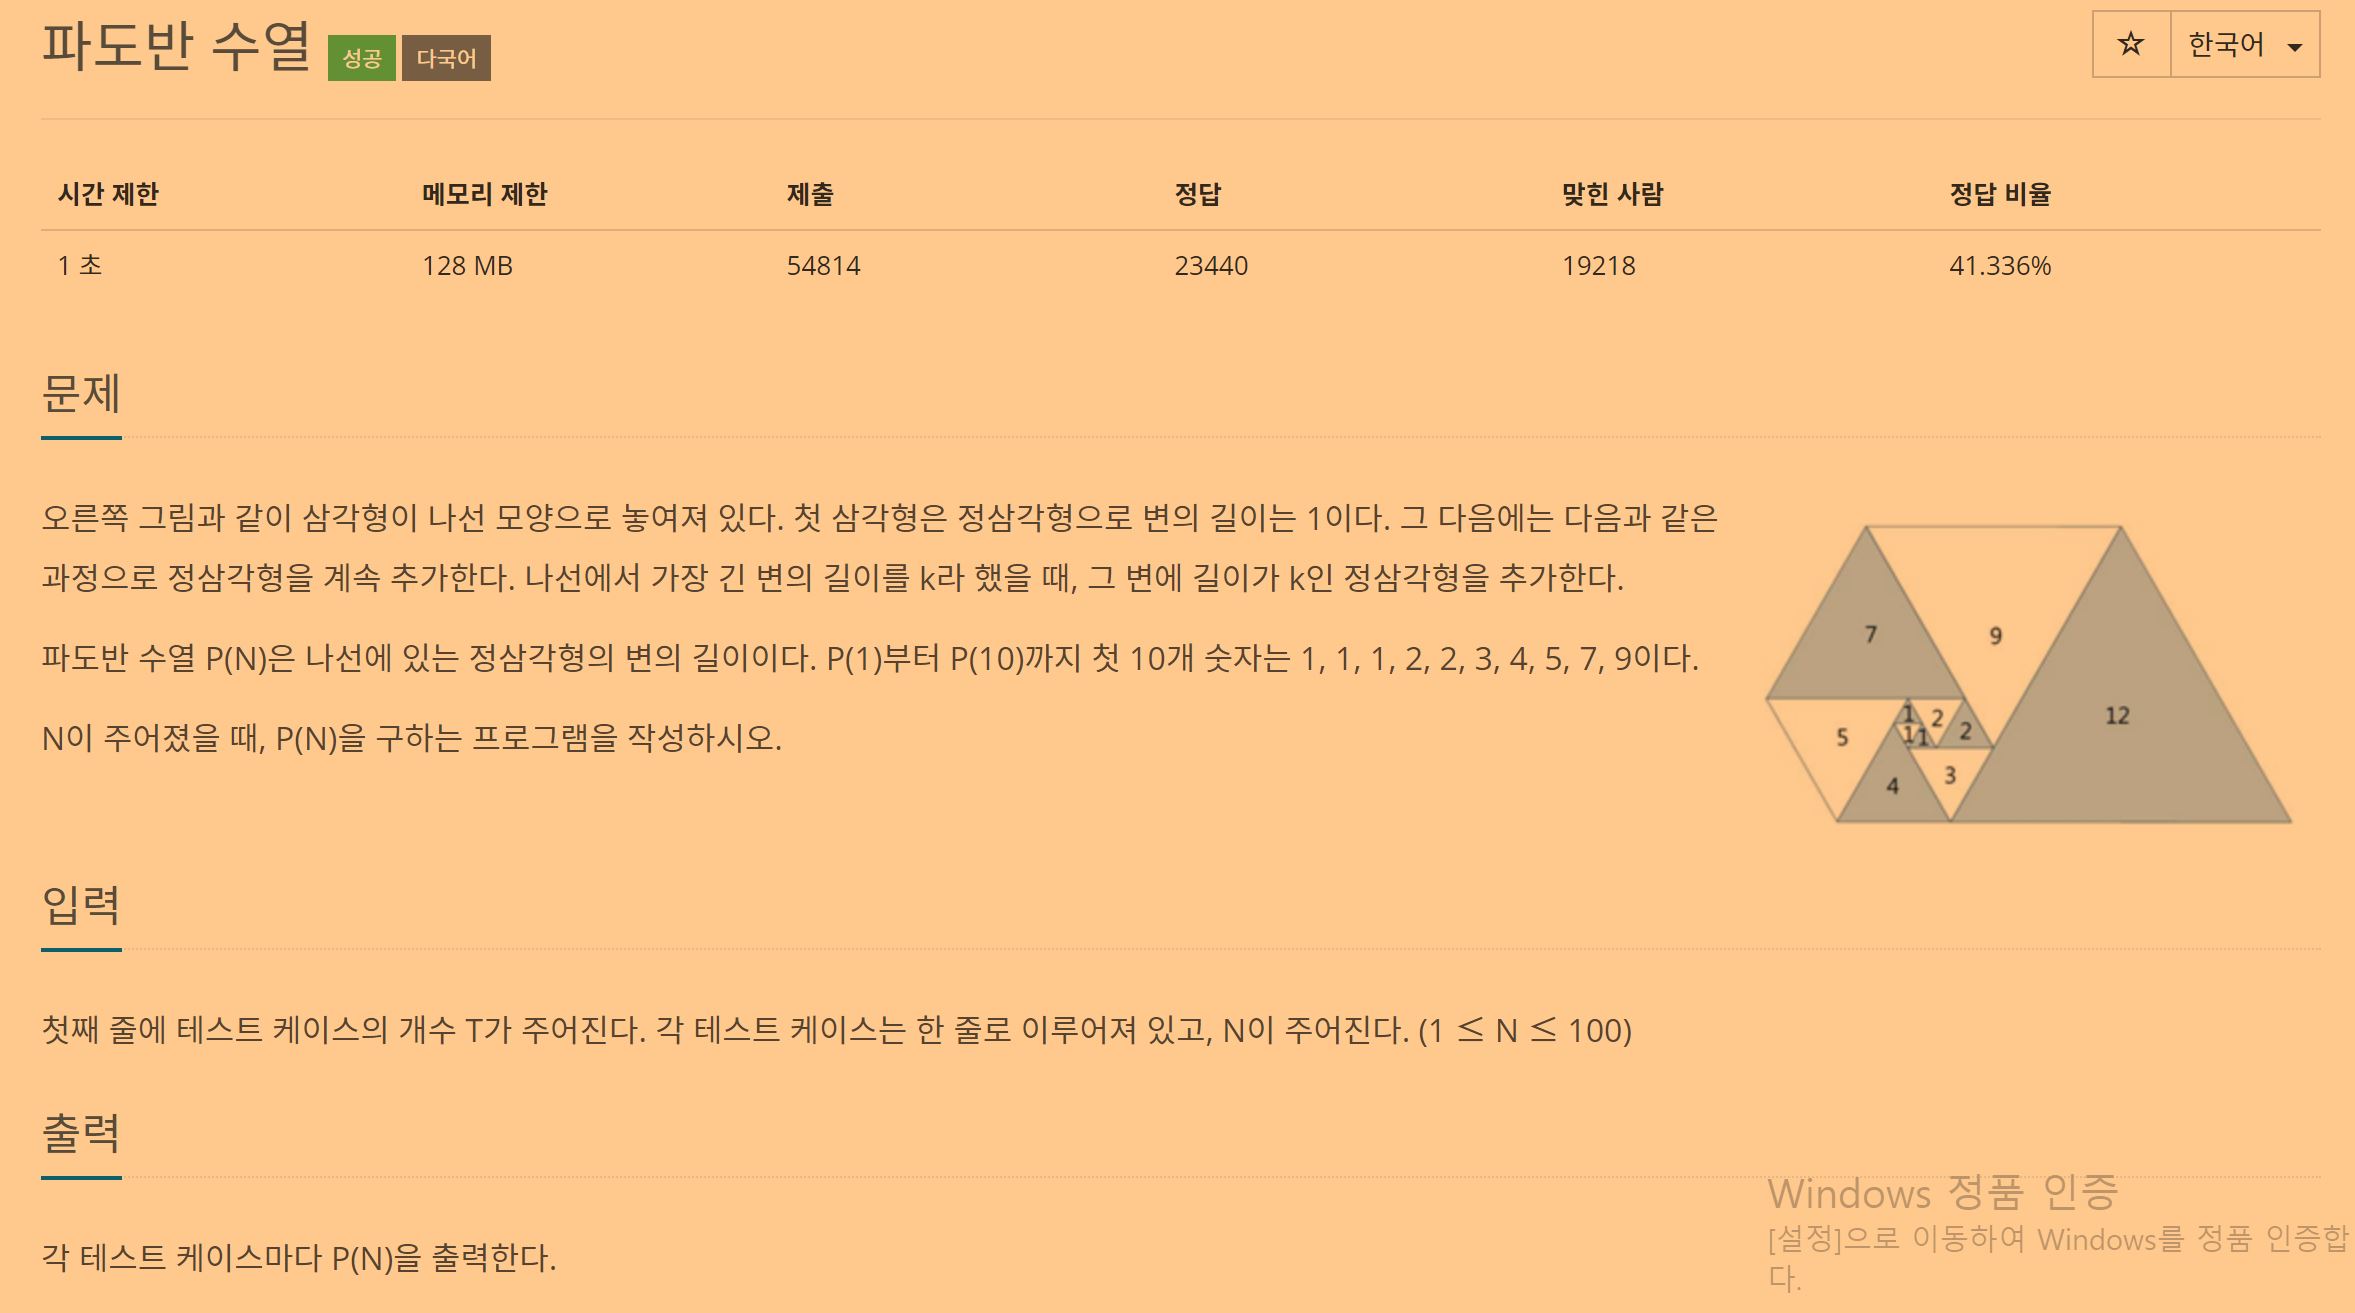 파도반 수열 성공 다국어
☆ 한국어
시간 제한 메모리 제한 제출 정답 맞힌 사람 정답 비율
1 초 128 MB 54814 23440 19218 41.336%
문제
오른쪽 그림과 같이 삼각형이 나선 모양으로 놓여져 있다. 첫 삼각형은 정삼각형으로 변의 길이는 1이다. 그 다음에는 다음과 같은
과정으로 정삼각형을 계속 추가한다. 나선에서 가장 긴 변의 길이를 k라 했을 때, 그 변에 길이가 k인 정삼각형을 추가한다.
파도반 수열 P(N)은 나선에 있는 정삼각형의 변의 길이이다. P(1)부터 P(10)까지 첫 10개 숫자는 1, 1, 1, 2, 2, 3, 4, 5, 7, 9이다.
N이 주어졌을 때, P(N)을 구하는 프로그램을 작성하시오.
7
9
12
1
2
2
1
1
5
3
4
입력
첫째 줄에 테스트 케이스의 개수 T가 주어진다. 각 테스트 케이스는 한 줄로 이루어져 있고, N이 주어진다. (1 ≤ N ≤ 100)
출력
각 테스트 케이스마다 P(N)을 출력한다.
Windows 정품 인증
[설정]으로 이동하여 Windows를 정품 인증합
다.